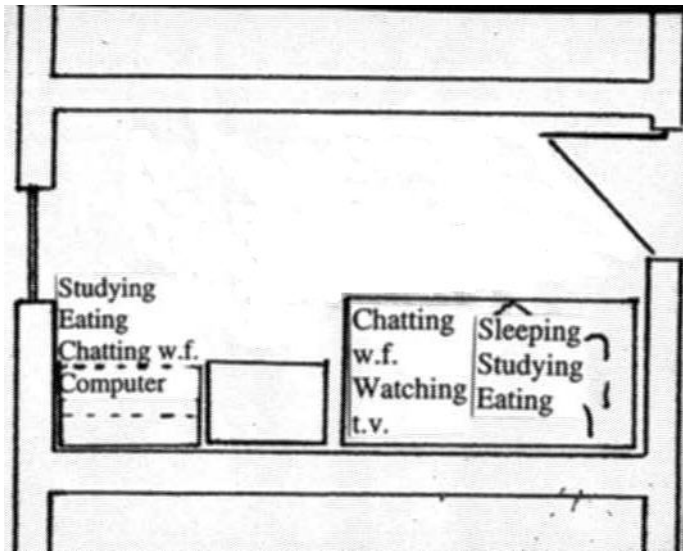 Studying
Eating
Chatting w.f.
Computer
Chatting
w.f.
Watching
t.v.
Sleeping
Studying
Eating